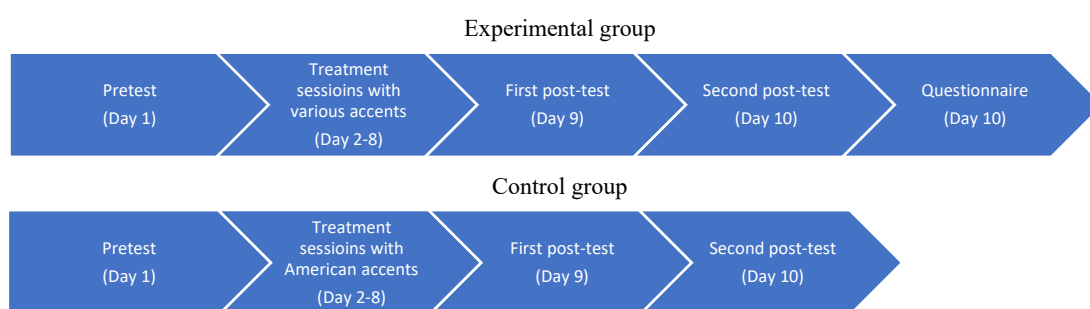 Experimental group
Pretest
(Day 1)
Treatment
sessioins with
various accents
(Day 2-8)
First post-test
(Day 9)
Second post-test
(Day 10)
Questionnaire
(Day 10)
Control group
Pretest
(Day 1)
Treatment
sessioins with
American accents
(Day 2-8)
First post-test
(Day 9)
Second post-test
(Day 10)